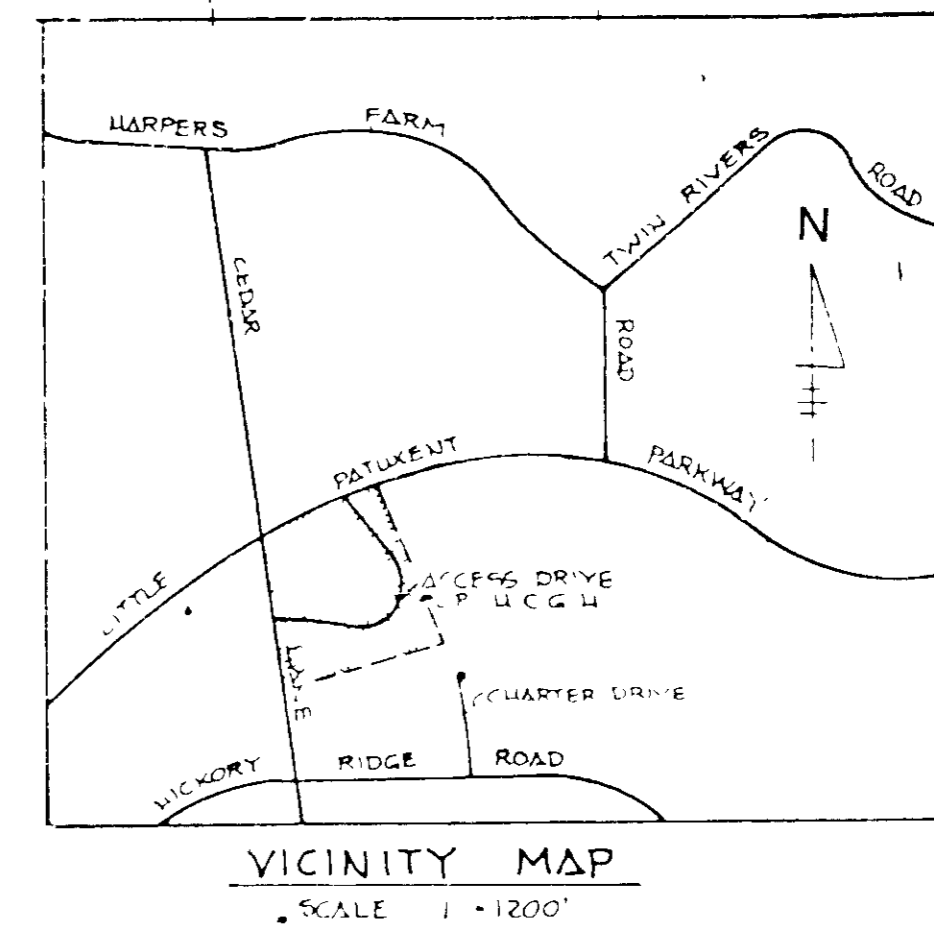 HARPERS FARM
TWIN RIVERS ROAD
N
CEDAR
ROAD
LITTLE PATUXENT PARKWAY
ACCESS DRIVE
H C G H
LANE
CHARTER DRIVE
HICKORY RIDGE ROAD
VICINITY MAP
SCALE 1 1200'